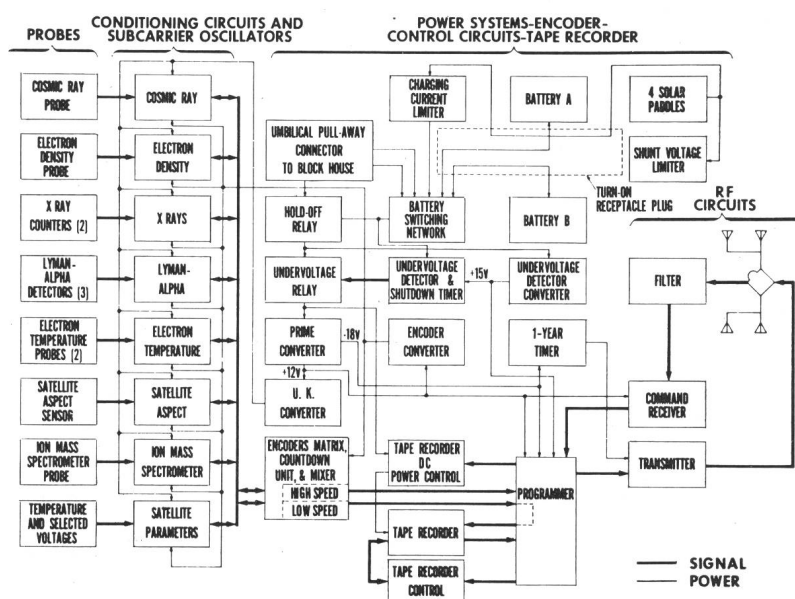 CONDITIONING CIRCUITS AND
SUBCARRIER OSCILLATORS
POWER SYSTEMS-ENCODER-
CONTROL CIRCUITS-TAPE RECORDER
PROBES
COSMIC RAY
PROBE
ELECTRON
DENSITY
PROBE
X RAY
COUNTERS (2)
LYMAN-
ALPHA
DETECTORS (3)
ELECTRON
TEMPERATURE
PROBES (2)
SATELLITE
ASPECT
SENSOR
ION MASS
SPECTROMETER
PROBE
TEMPERATURE
AND SELECTED
VOLTAGES
COSMIC RAY
ELECTRON
DENSITY
X RAYS
LYMAN-
ALPHA
ELECTRON
TEMPERATURE
SATELLITE
ASPECT
ION MASS
SPECTROMETER
SATELLITE
PARAMETERS
CHARGING
CURRENT
LIMITER
BATTERY A
4 SOLAR
PADDLES
UMBILICAL PULL-AWAY
CONNECTOR
TO BLOCK HOUSE
SHUNT VOLTAGE
LIMITER
TURN-ON
RECEPTACLE PLUG
HOLD-OFF
RELAY
BATTERY
SWITCHING
NETWORK
BATTERY B
RF
CIRCUITS
UNDERVOLTAGE
RELAY
UNDERVOLTAGE
DETECTOR &
SHUTDOWN TIMER
+15V
UNDERVOLTAGE
DETECTOR
CONVERTER
FILTER
PRIME
CONVERTER
-18V
ENCODER
CONVERTER
1-YEAR
TIMER
+12V
U. K.
CONVERTER
COMMAND
RECEIVER
ENCODERS MATRIX,
COUNTDOWN
UNIT, & MIXER
HIGH SPEED
LOW SPEED
TAPE RECORDER
DC
POWER CONTROL
TRANSMITTER
PROGRAMMER
TAPE RECORDER
TAPE RECORDER
CONTROL
SIGNAL
POWER